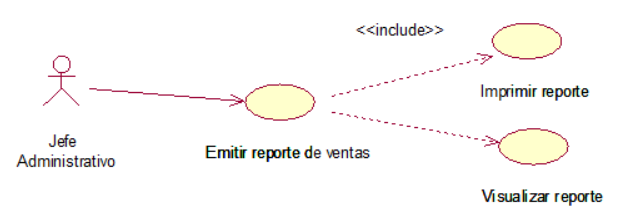 <<include>>
Imprimir reporte
Jefe
Administrativo
Emitir reporte de ventas
Visualizar reporte